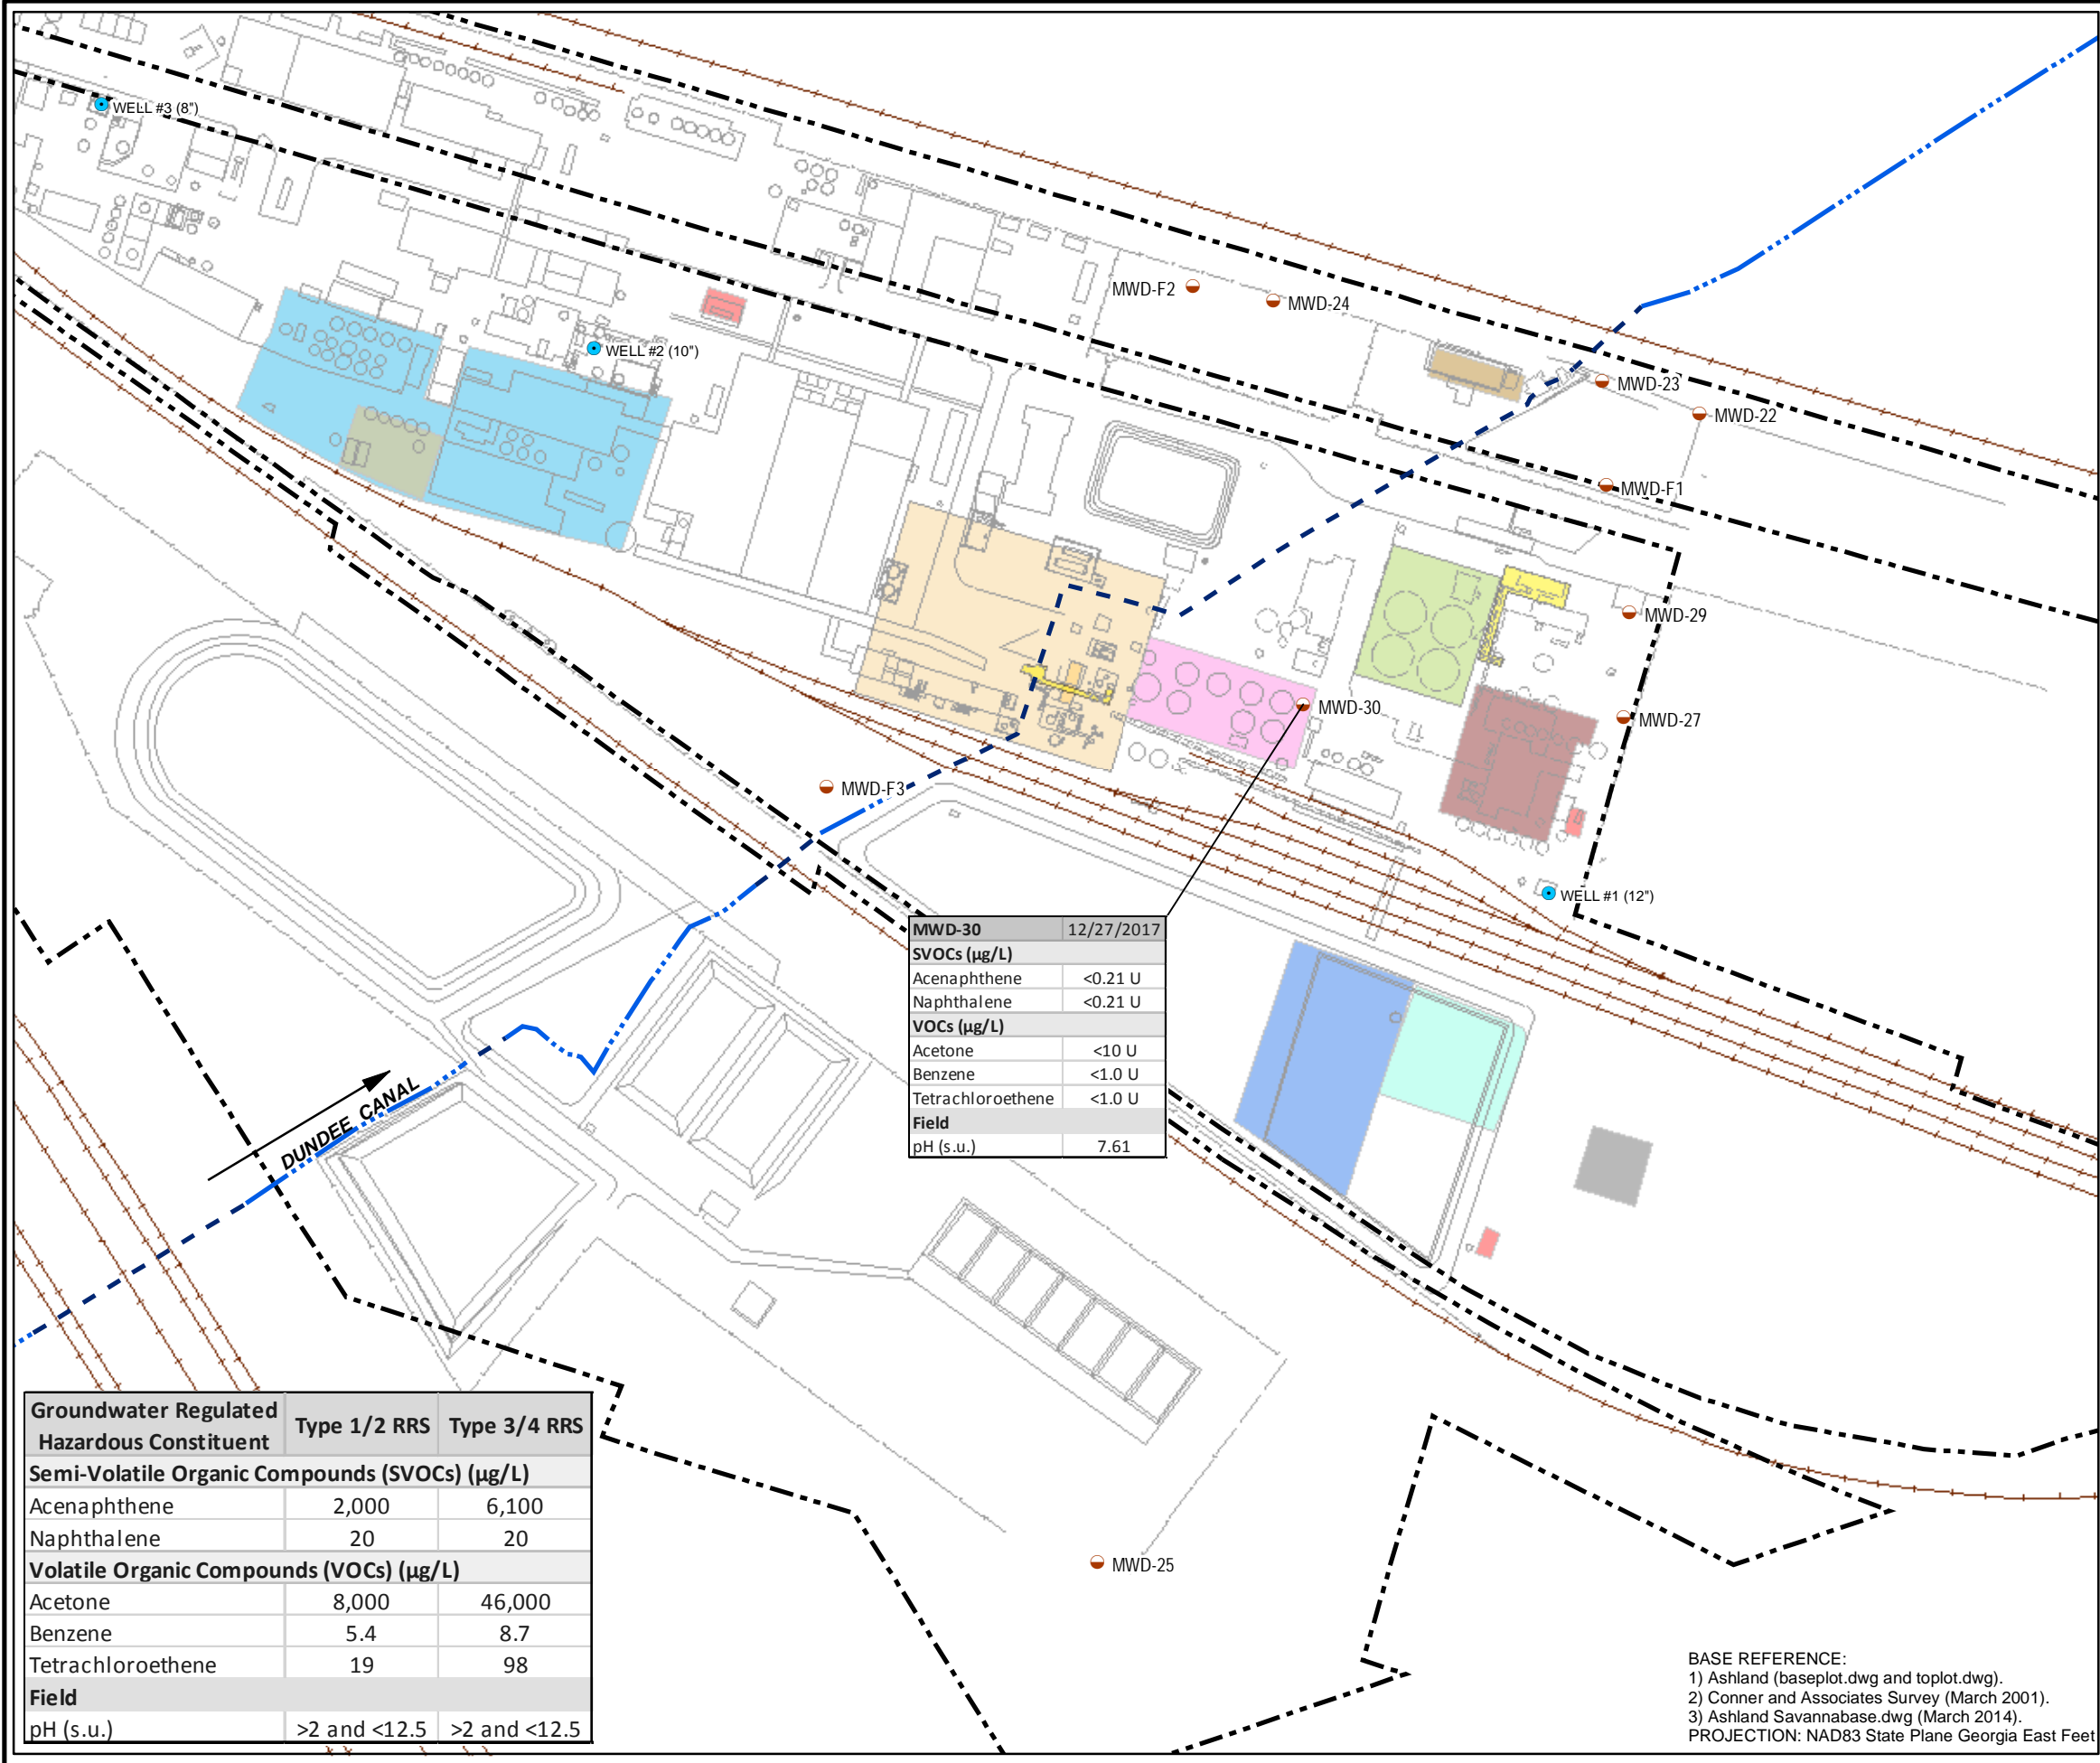 WELL #3 (8")
MWD-F2
MWD-24
WELL #2 (10")
MWD-23
MWD-22
MWD-F1
MWD-29
MWD-30
MWD-27
MWD-F3
WELL #1 (12")
MWD-30 12/27/2017
SVOCs (µg/L)
Acenaphthene <0.21 U
Naphthalene <0.21 U
VOCs (µg/L)
Acetone <10 U
Benzene <1.0 U
Tetrachloroethene <1.0 U
Field
pH (s.u.) 7.61
DUNDEE CANAL
Groundwater Regulated
Hazardous Constituent Type 1/2 RRS Type 3/4 RRS
Semi-Volatile Organic Compounds (SVOCs) (µg/L)
Acenaphthene 2,000 6,100
Naphthalene 20 20
Volatile Organic Compounds (VOCs) (µg/L)
Acetone 8,000 46,000
Benzene 5.4 8.7
Tetrachloroethene 19 98
Field
pH (s.u.) >2 and <12.5 >2 and <12.5
MWD-25
BASE REFERENCE:
1) Ashland (baseplot.dwg and toplot.dwg).
2) Conner and Associates Survey (March 2001).
3) Ashland Savannabase.dwg (March 2014).
PROJECTION: NAD83 State Plane Georgia East Feet